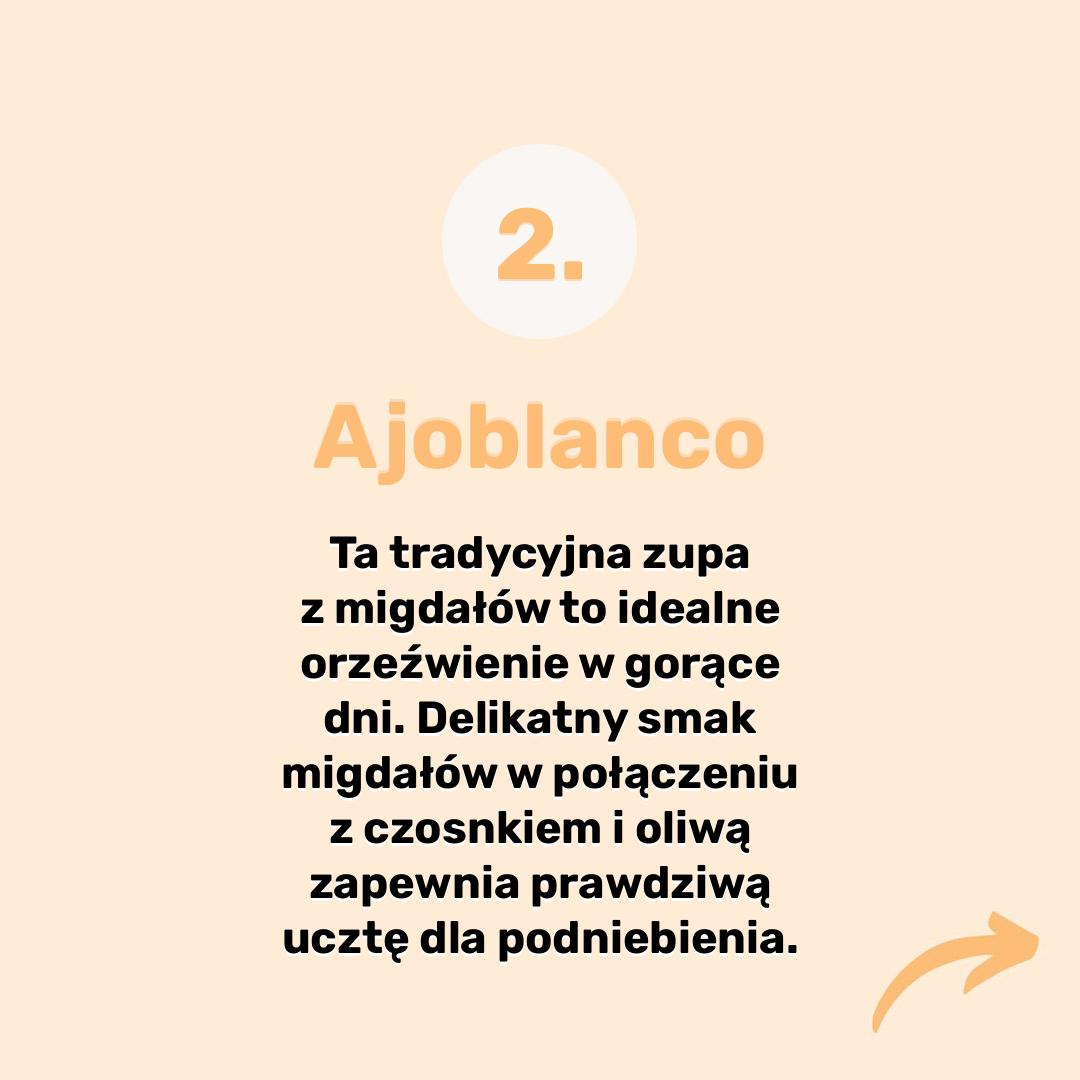 2.
Ajoblanco
Ta tradycyjna zupa
z migdałów to idealne
orzeźwienie w gorące
dni. Delikatny smak
migdałów w połączeniu
z czosnkiem i oliwą
zapewnia prawdziwą
ucztę dla podniebienia.